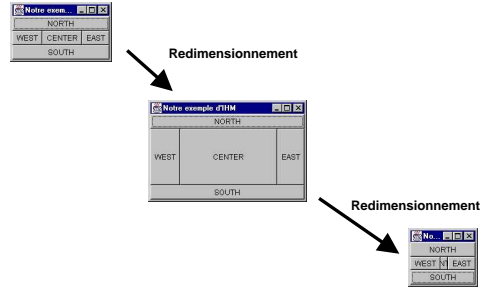 Notre exem...
NORTH
WEST CENTER EAST
SOUTH
Redimensionnement
Notre exemple d'IHM
NORTH
WEST CENTER EAST
SOUTH
Redimensionnement
No...
NORTH
WEST NT EAST
SOUTH